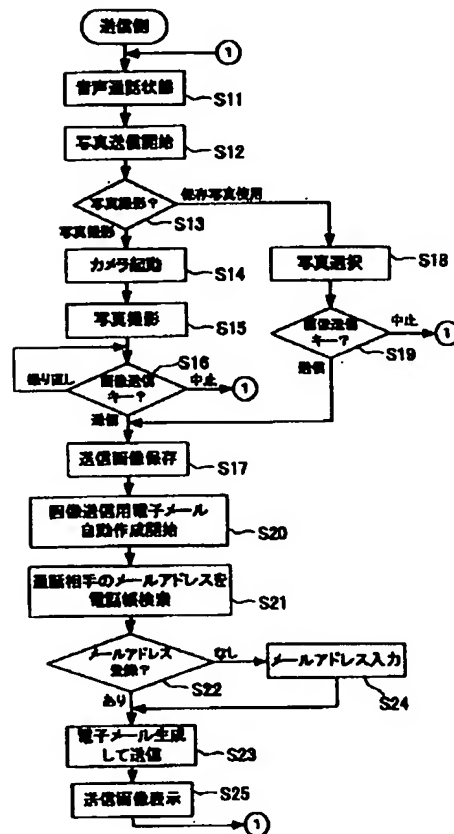 送信側
①
音声通話状態
S11
写真送信開始
S12
写真撮影?
保存写真使用
S13
写真撮影
カメラ起動
S14
写真選択
S18
写真撮影
S15
画像送信
キー?
S16
撮り直し
中止
①
送信
画像送信
キー?
中止
①
S19
送信
送信画像保存
S17
画像送信用電子メール
自動作成開始
S20
通話相手のメールアドレスを
電話帳検索
S21
メールアドレス
登録?
なし
S22
あり
メールアドレス入力
S24
電子メール生成
して送信
S23
送信画像表示
S25
①